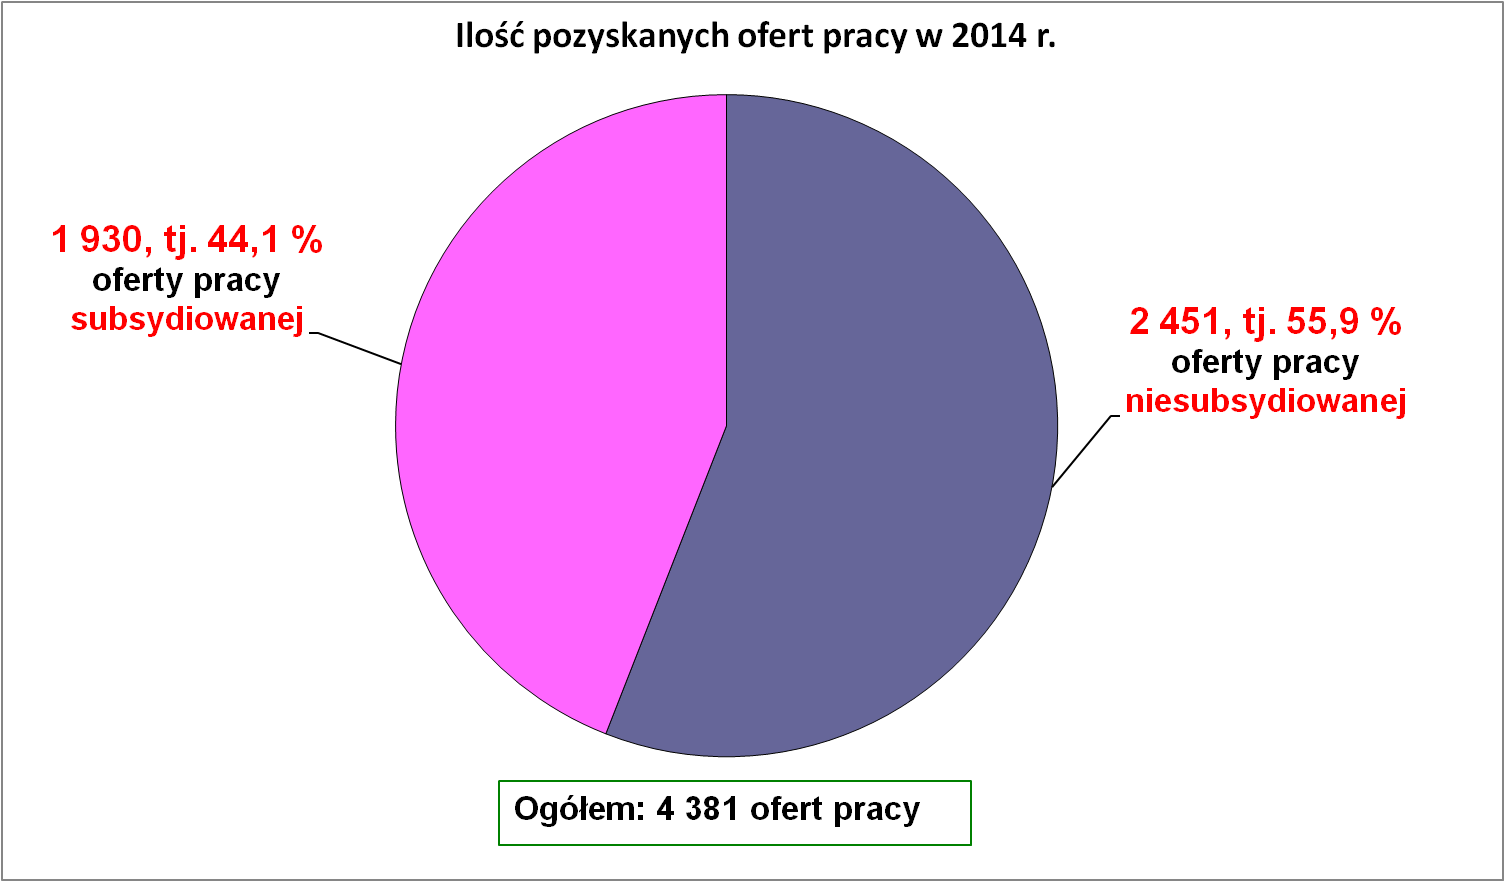 Ilość pozyskanych ofert pracy w 2014 r.
1 930, tj. 44,1 %
oferty pracy
subsydiowanej
2 451, tj. 55,9 %
oferty pracy
niesubsydiowanej
Ogółem: 4 381 ofert pracy